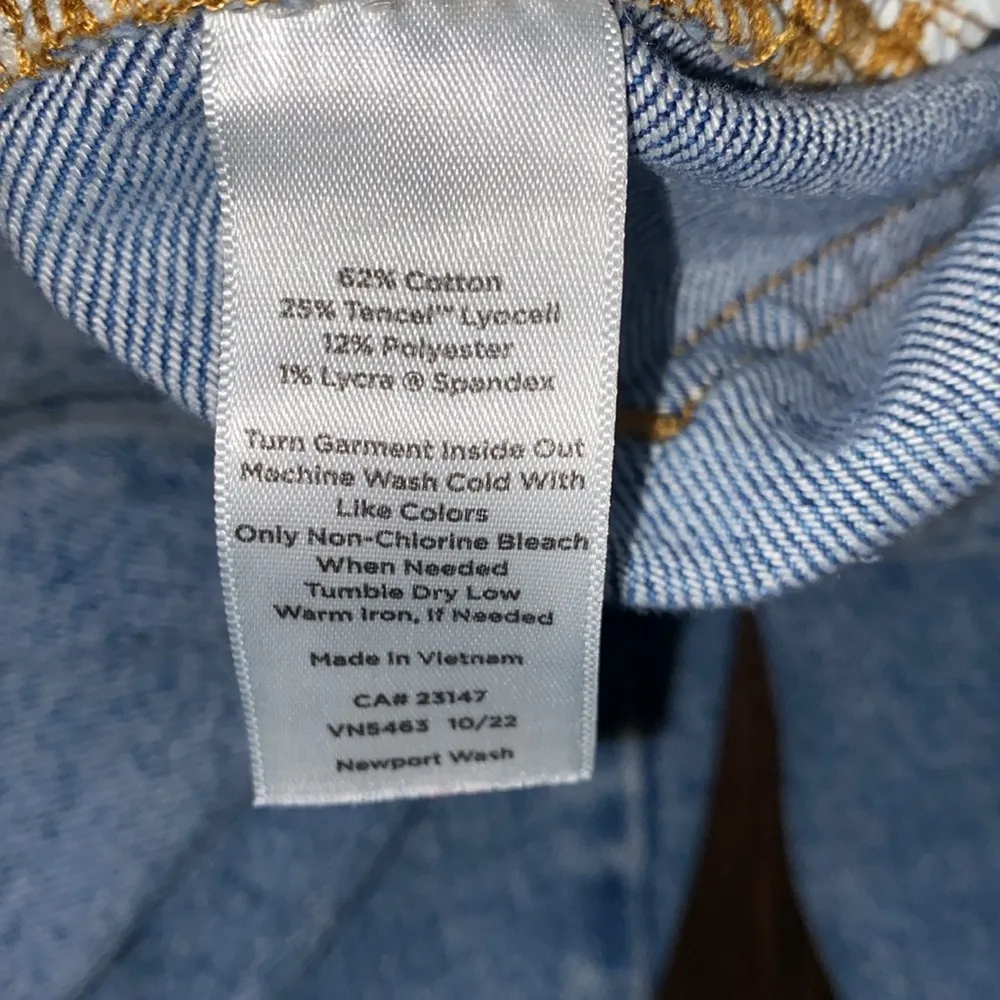 62% Cotton
25% Tencel™ Lyocell
12% Polyester
1% Lycra ® Spandex
Turn Garment Inside Out
Machine Wash Cold With
Like Colors
Only Non-Chlorine Bleach
When Needed
Tumble Dry Low
Warm Iron, If Needed
Made In Vietnam
CA# 23147
VN5463 10/22
Newport Wash